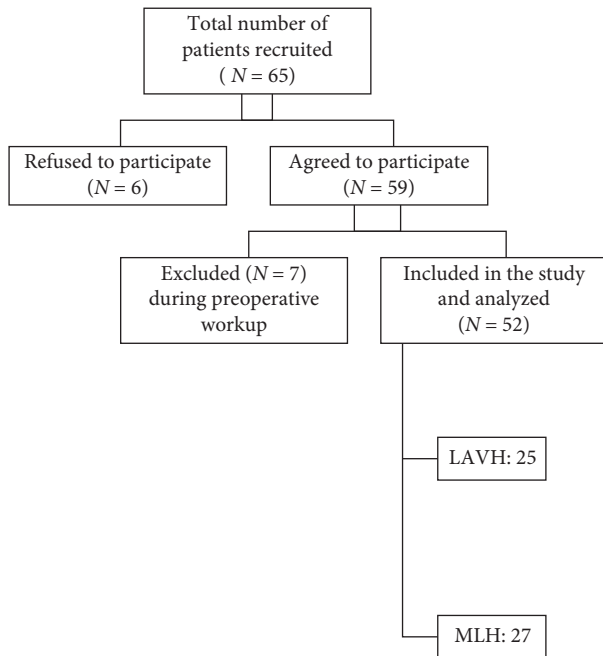 Total number of
patients recruited
( N = 65)
Refused to participate
(N = 6)
Agreed to participate
(N = 59)
Excluded (N = 7)
during preoperative
workup
Included in the study
and analyzed
(N = 52)
LAVH: 25
MLH: 27